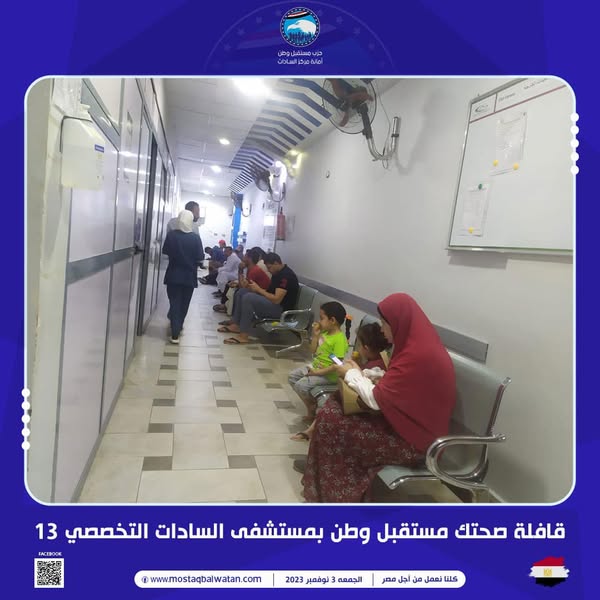 حزب مستقبل وطن
أمانة مركز السادات
قافلة صحتك مستقبل وطن بمستشفى السادات التخصصي 13
FACEBOOK
كلنا نعمل من أجل مصر
الجمعه 3 نوفمبر 2023
www.mostaqbalwatan.com